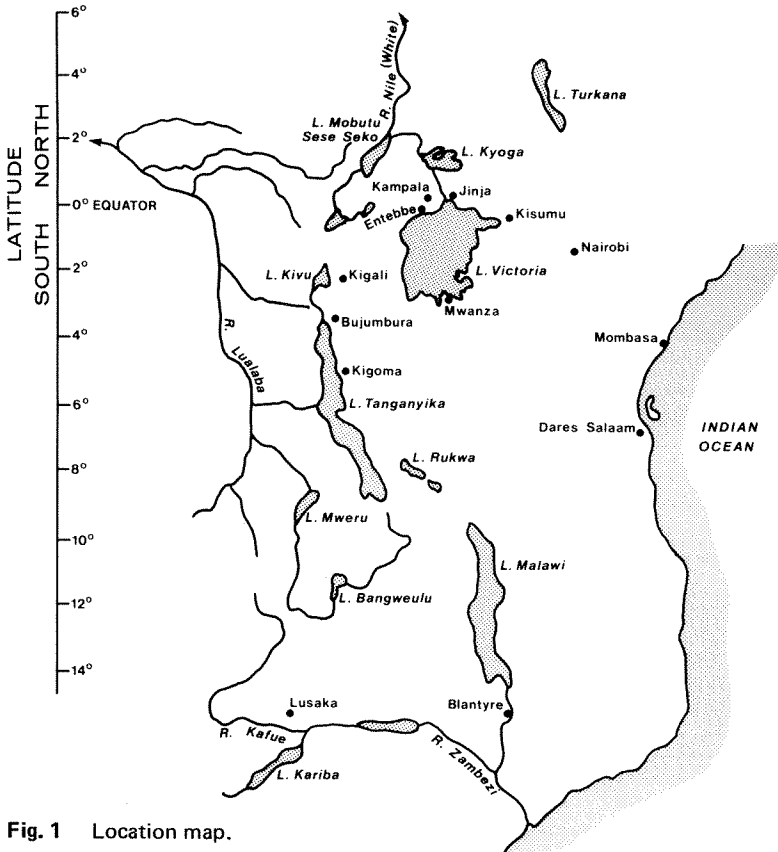 6°
4°
2°
0° EQUATOR
2°
4°
6°
8°
10°
12°
14°
LATITUDE
SOUTH NORTH
R. Nile (White)
L. Turkana
L. Mobutu
Sese Seko
L. Kyoga
Kampala
Jinja
Entebbe
Kisumu
Nairobi
L. Kivu
Kigali
L. Victoria
Mwanza
Bujumbura
Mombasa
R. Lualaba
Kigoma
L. Tanganyika
Dares Salaam
INDIAN
OCEAN
L. Rukwa
L. Mweru
L. Malawi
L. Bangweulu
Lusaka
Blantyre
R. Kafue
R. Zambezi
L. Kariba
Fig. 1 Location map.